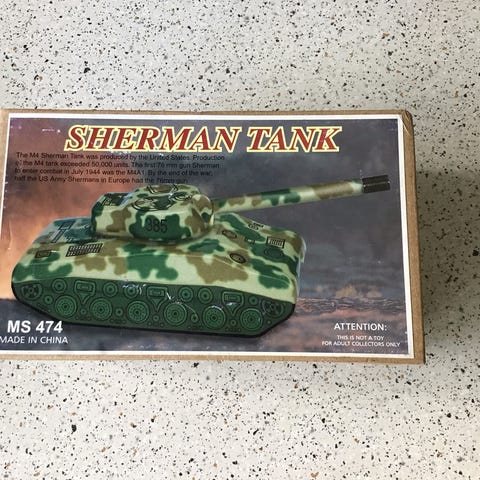 SHERMAN TANK
The M4 Sherman Tank was produced by the United States. Production
of the M4 tank exceeded 50,000 units. The first 76 mm gun Sherman
to enter combat in July 1944 was the M4A1. By the end of the war,
half the US Army Shermans in Europe had the 76mm gun.
985
MS 474
MADE IN CHINA
ATTENTION:
THIS IS NOT A TOY
FOR ADULT COLLECTORS ONLY